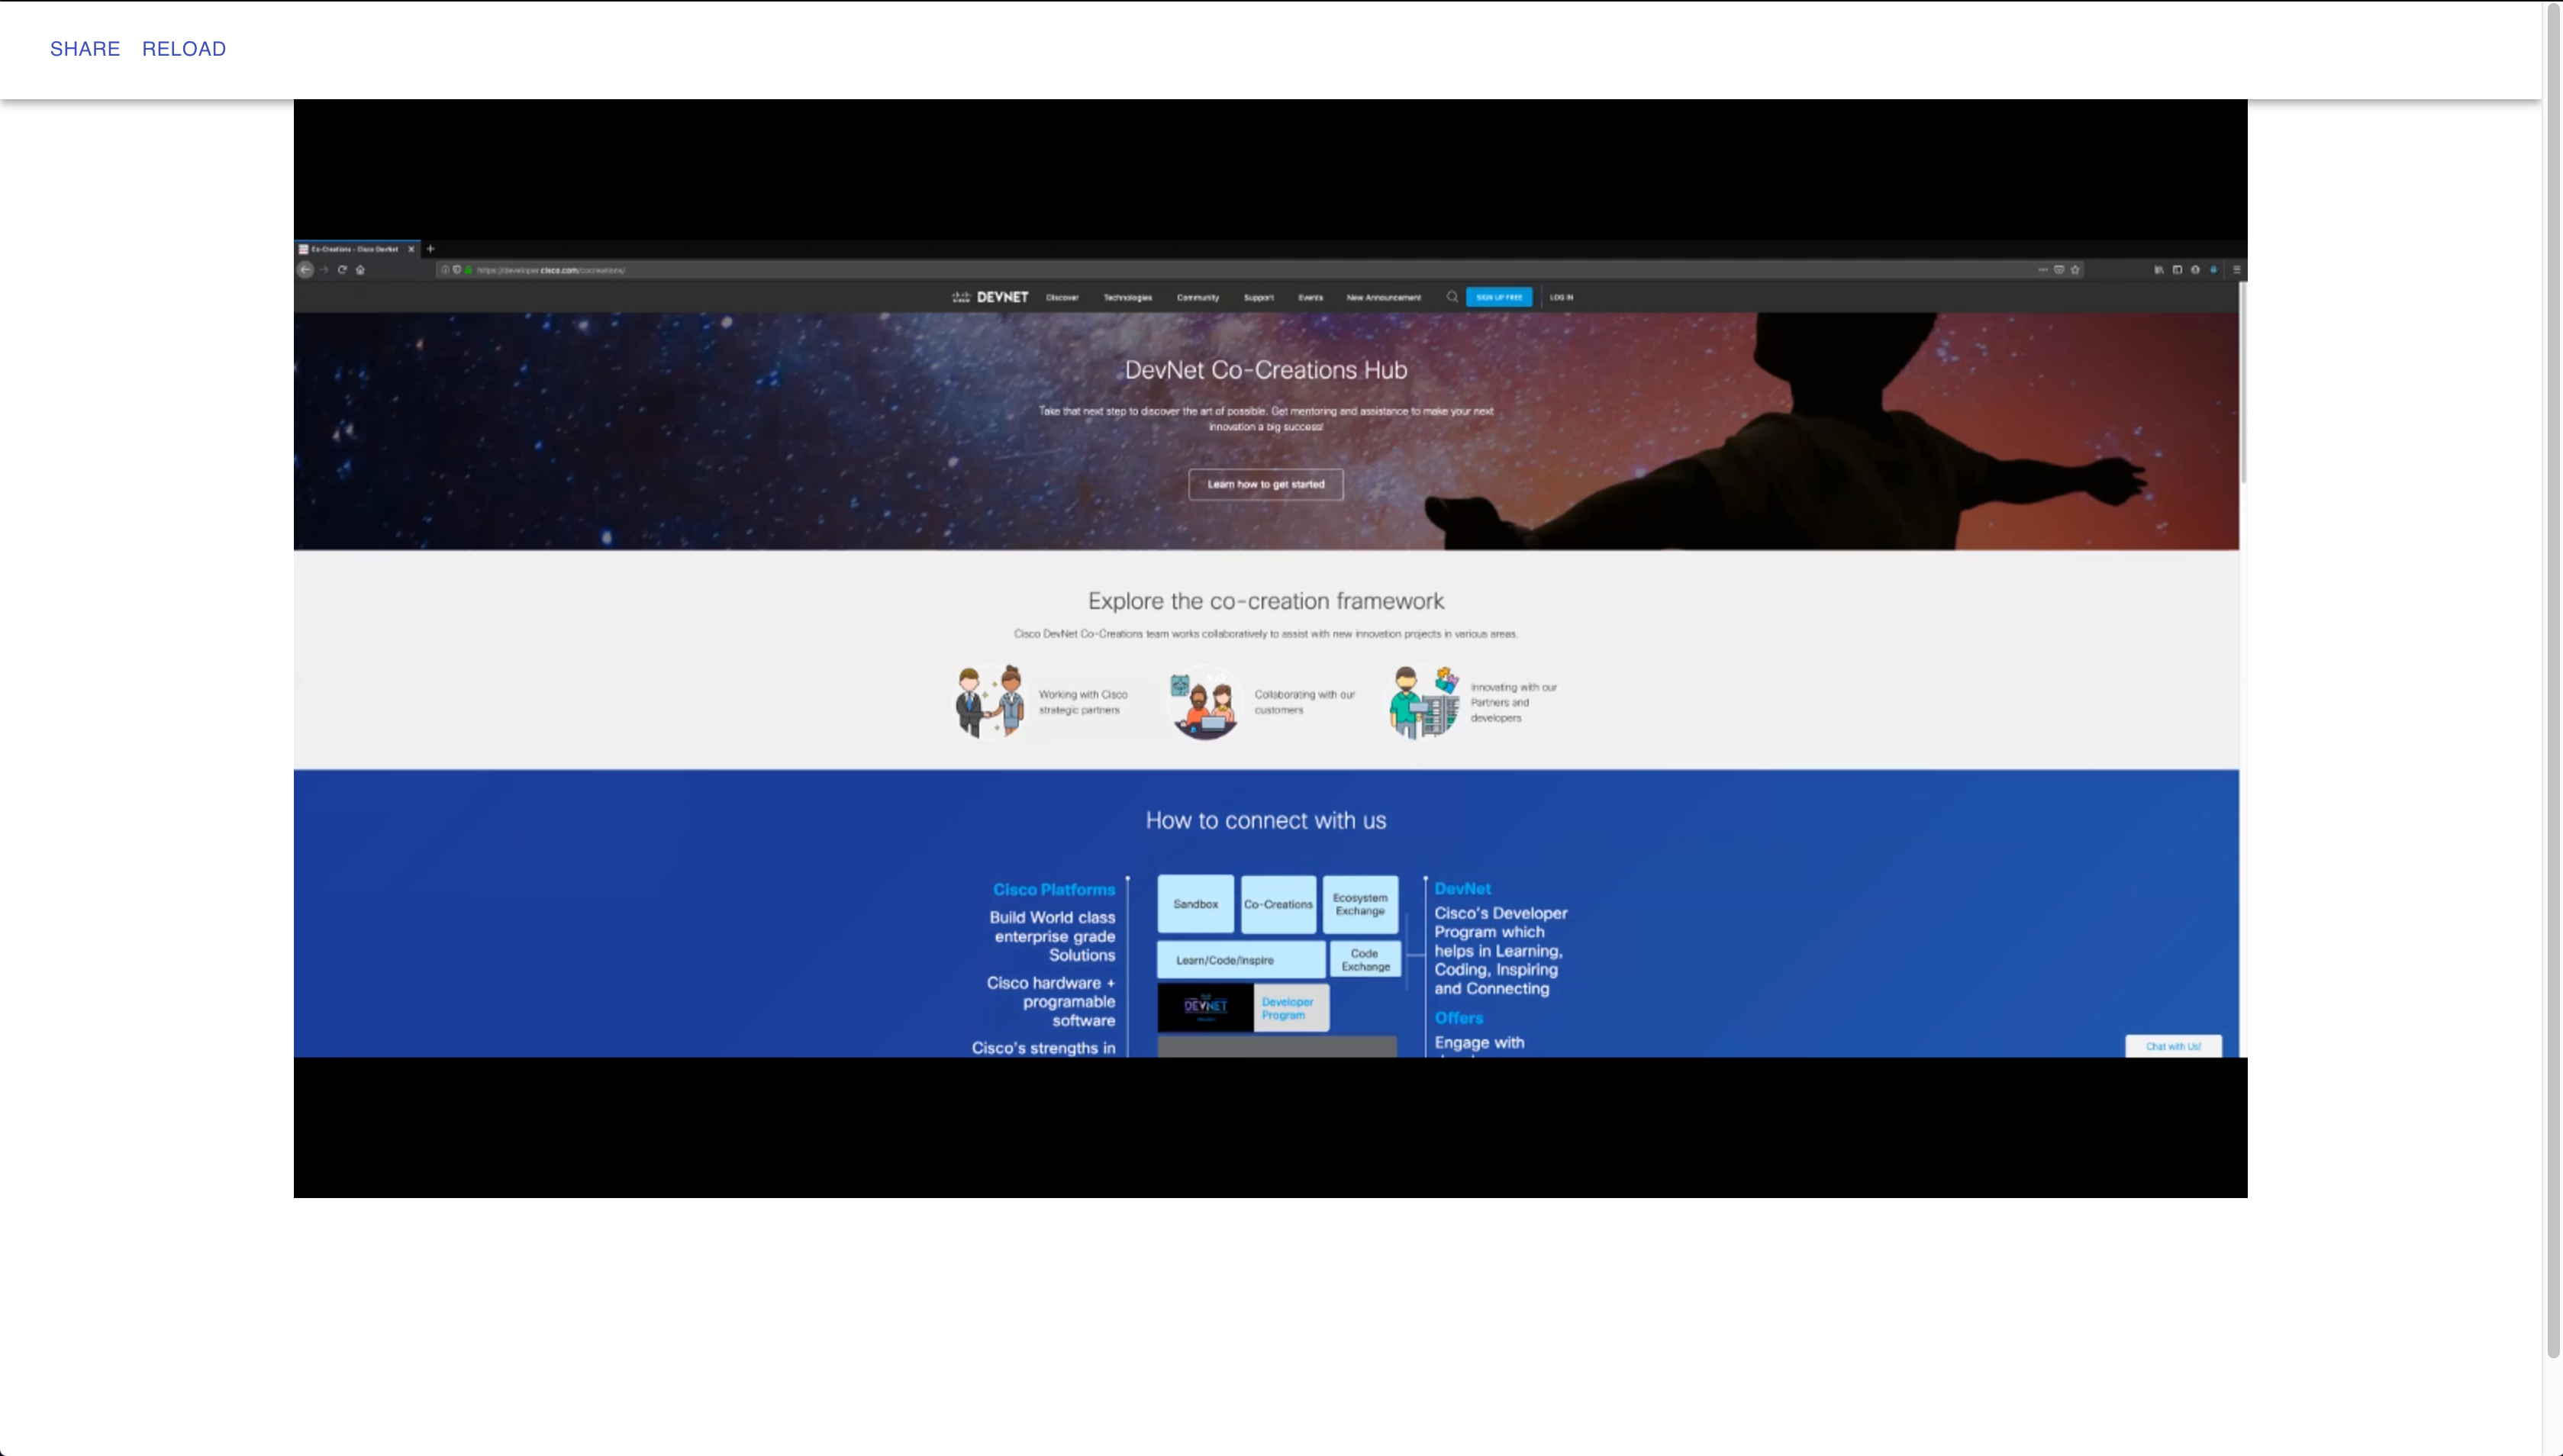 SHARE RELOAD
Co-Creations - Cisco DevNet
https://developer.cisco.com/cocreations/
DEVNET Discover Technologies Community Support Events New Announcement SIGN UP FREE LOG IN
DevNet Co-Creations Hub
Take that next step to discover the art of possible. Get mentoring and assistance to make your next
innovation a big success!
Learn how to get started
Explore the co-creation framework
Cisco DevNet Co-Creations team works collaboratively to assist with new innovation projects in various areas.
Working with Cisco
strategic partners
Collaborating with our
customers
Innovating with our
Partners and
developers
How to connect with us
Cisco Platforms
Build World class
enterprise grade
Solutions
Cisco hardware +
programable
software
Cisco's strengths in
Sandbox
Co-Creations
Ecosystem
Exchange
Learn/Code/Inspire
Code
Exchange
DEVNET
Developer
Program
DevNet
Cisco's Developer
Program which
helps in Learning,
Coding, Inspiring
and Connecting
Offers
Engage with
Chat with Us!